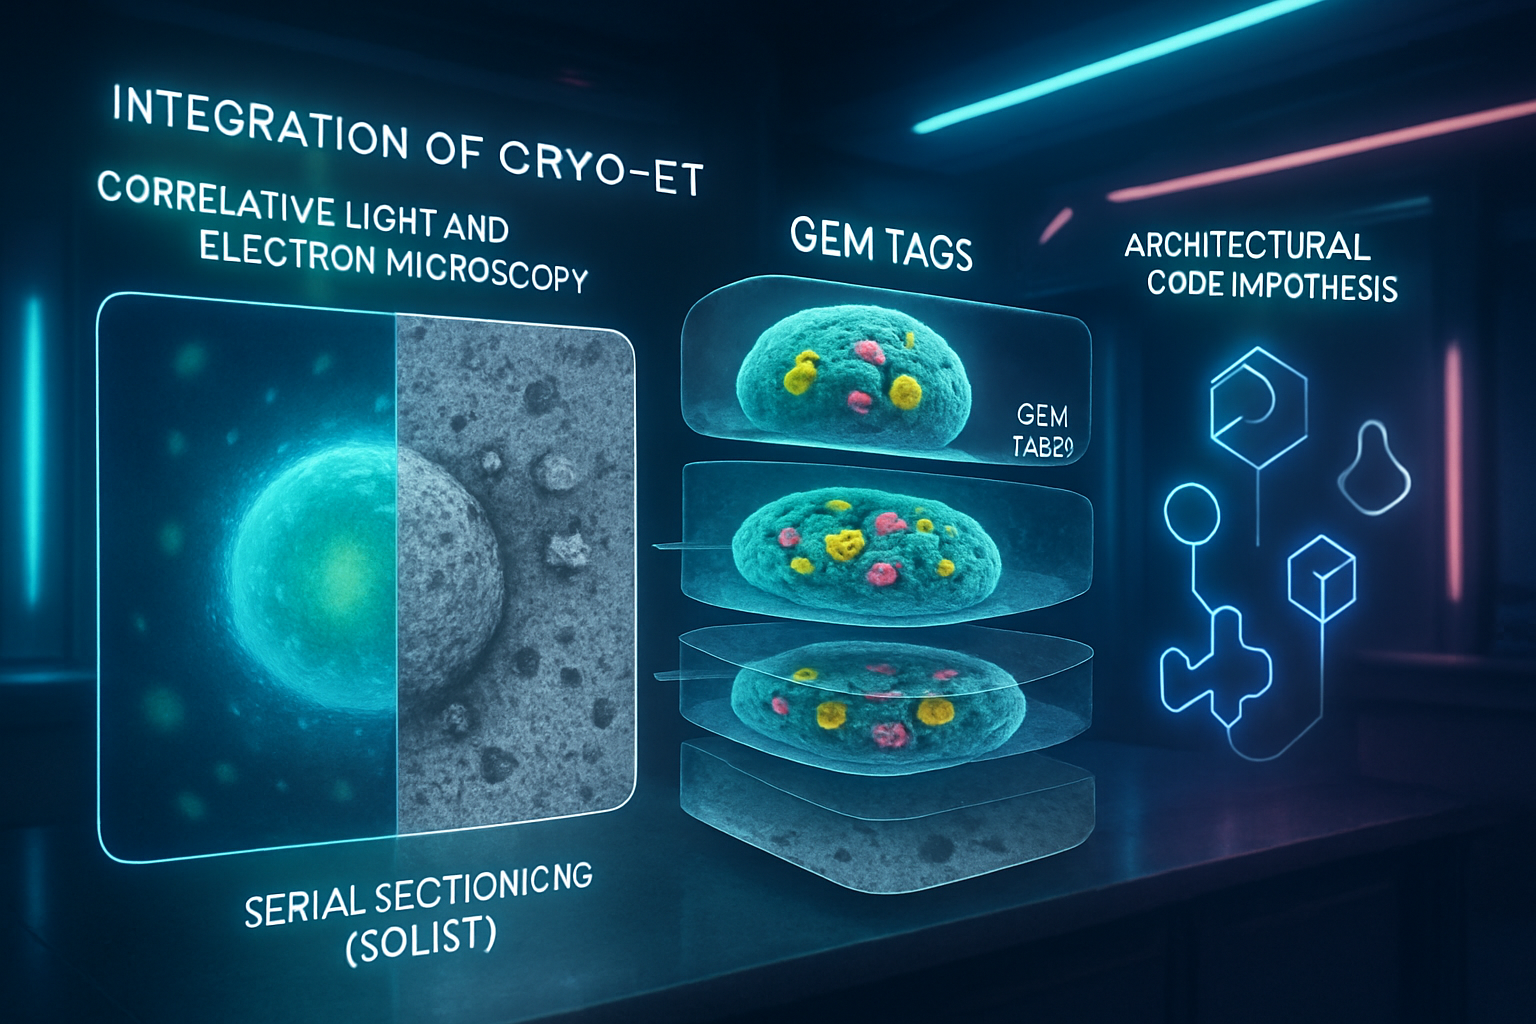 INTEGRATION OF CRYO-ET
CORRELATIVE LIGHT AND
ELECTRON MICROSCOPY
SERIAL SECTIONICNG
(SOLIST)
GEM TAGS
GEM
TAB29
ARCHITECTURAL
CODE IMPOTHESIS